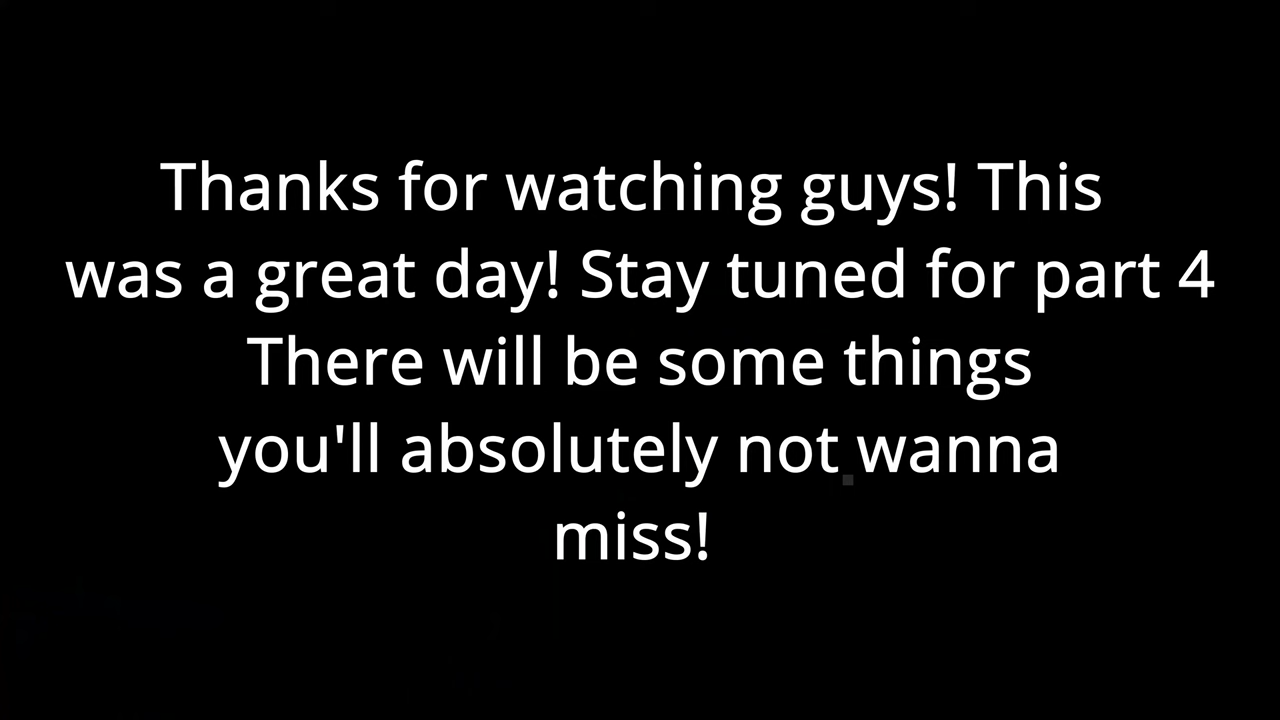 Thanks for watching guys! This
was a great day! Stay tuned for part 4
There will be some things
you'll absolutely not wanna
miss!